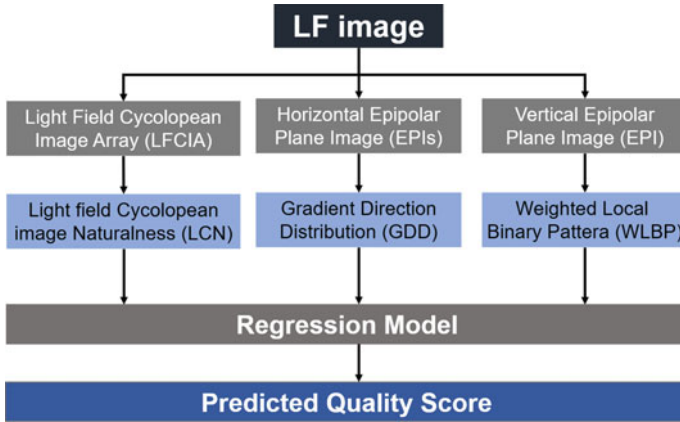 LF image
Light Field Cycolopean
Image Array (LFCIA)
Horizontal Epipolar
Plane Image (EPIs)
Vertical Epipolar
Plane Image (EPI)
Light field Cycolopean
image Naturalness (LCN)
Gradient Direction
Distribution (GDD)
Weighted Local
Binary Pattera (WLBP)
Regression Model
Predicted Quality Score